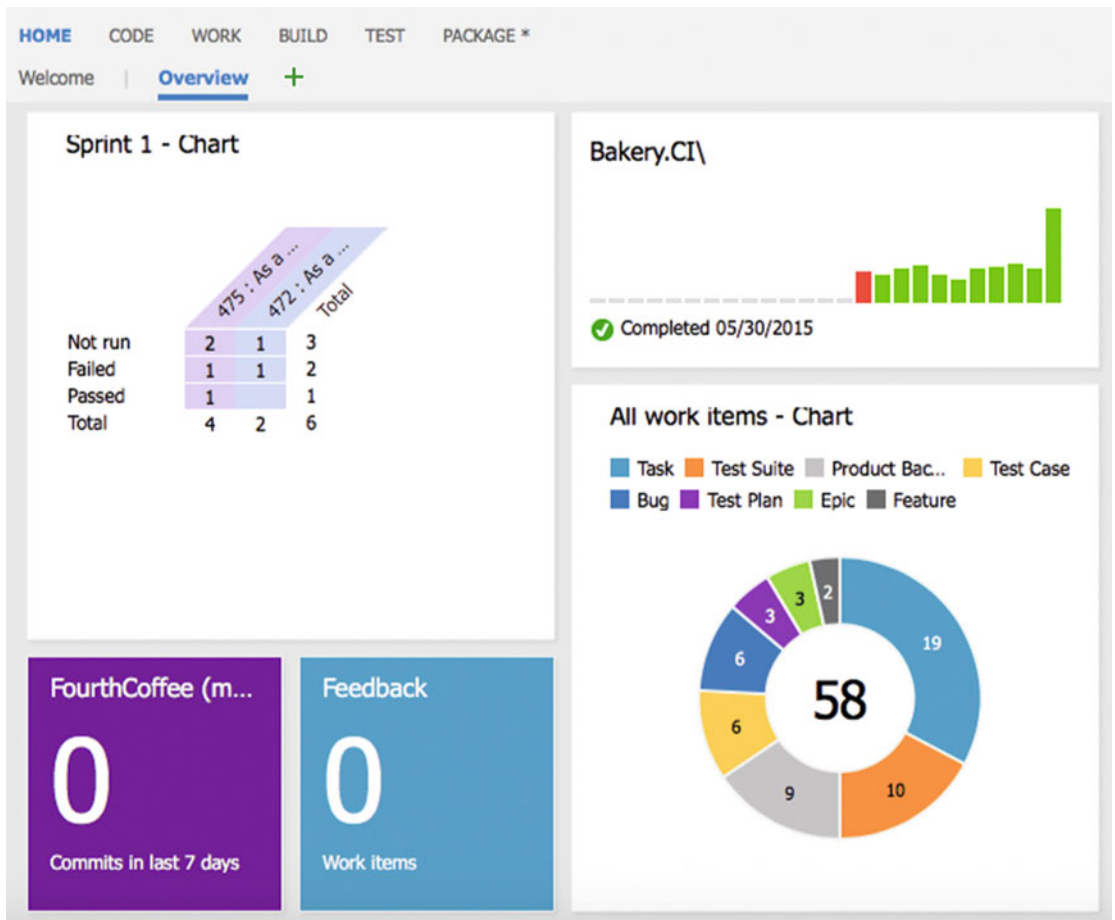 HOME CODE WORK BUILD TEST PACKAGE *
Welcome | Overview +
Sprint 1 - Chart
475 : As a ...
472 : As a ...
Total
Not run 2 1 3
Failed 1 1 2
Passed 1 1
Total 4 2 6
Bakery.CI\
Completed 05/30/2015
All work items - Chart
Task Test Suite Product Bac... Test Case
Bug Test Plan Epic Feature
19
10
9
6
6
3
3
2
58
FourthCoffee (m...
0
Commits in last 7 days
Feedback
0
Work items